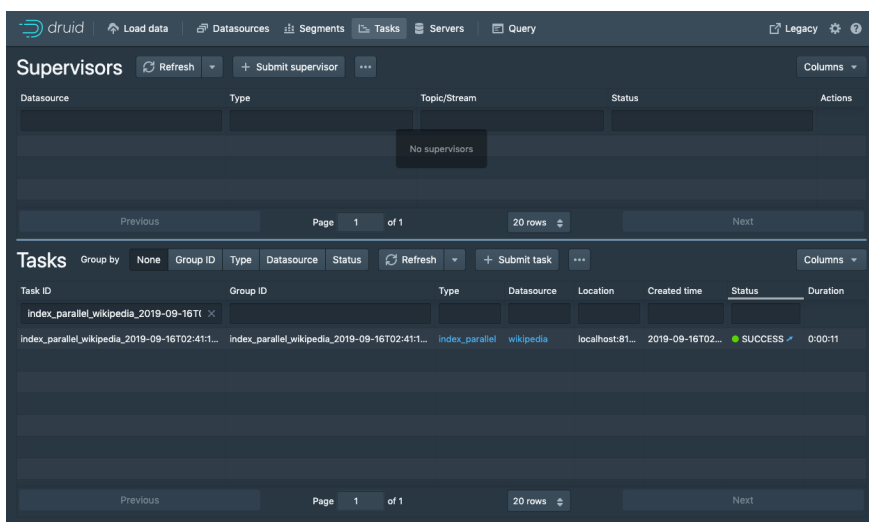 druid Load data Datasources Segments Tasks Servers Query Legacy
Supervisors Refresh + Submit supervisor ... Columns
Datasource Type Topic/Stream Status Actions
No supervisors
Previous Page 1 of 1 20 rows Next
Tasks Group by None Group ID Type Datasource Status Refresh + Submit task ... Columns
Task ID Group ID Type Datasource Location Created time Status Duration
index_parallel_wikipedia_2019-09-16T(
index_parallel_wikipedia_2019-09-16T02:41:1... index_parallel_wikipedia_2019-09-16T02:41:1... index_parallel wikipedia localhost:81... 2019-09-16T02... SUCCESS 0:00:11
Previous Page 1 of 1 20 rows Next